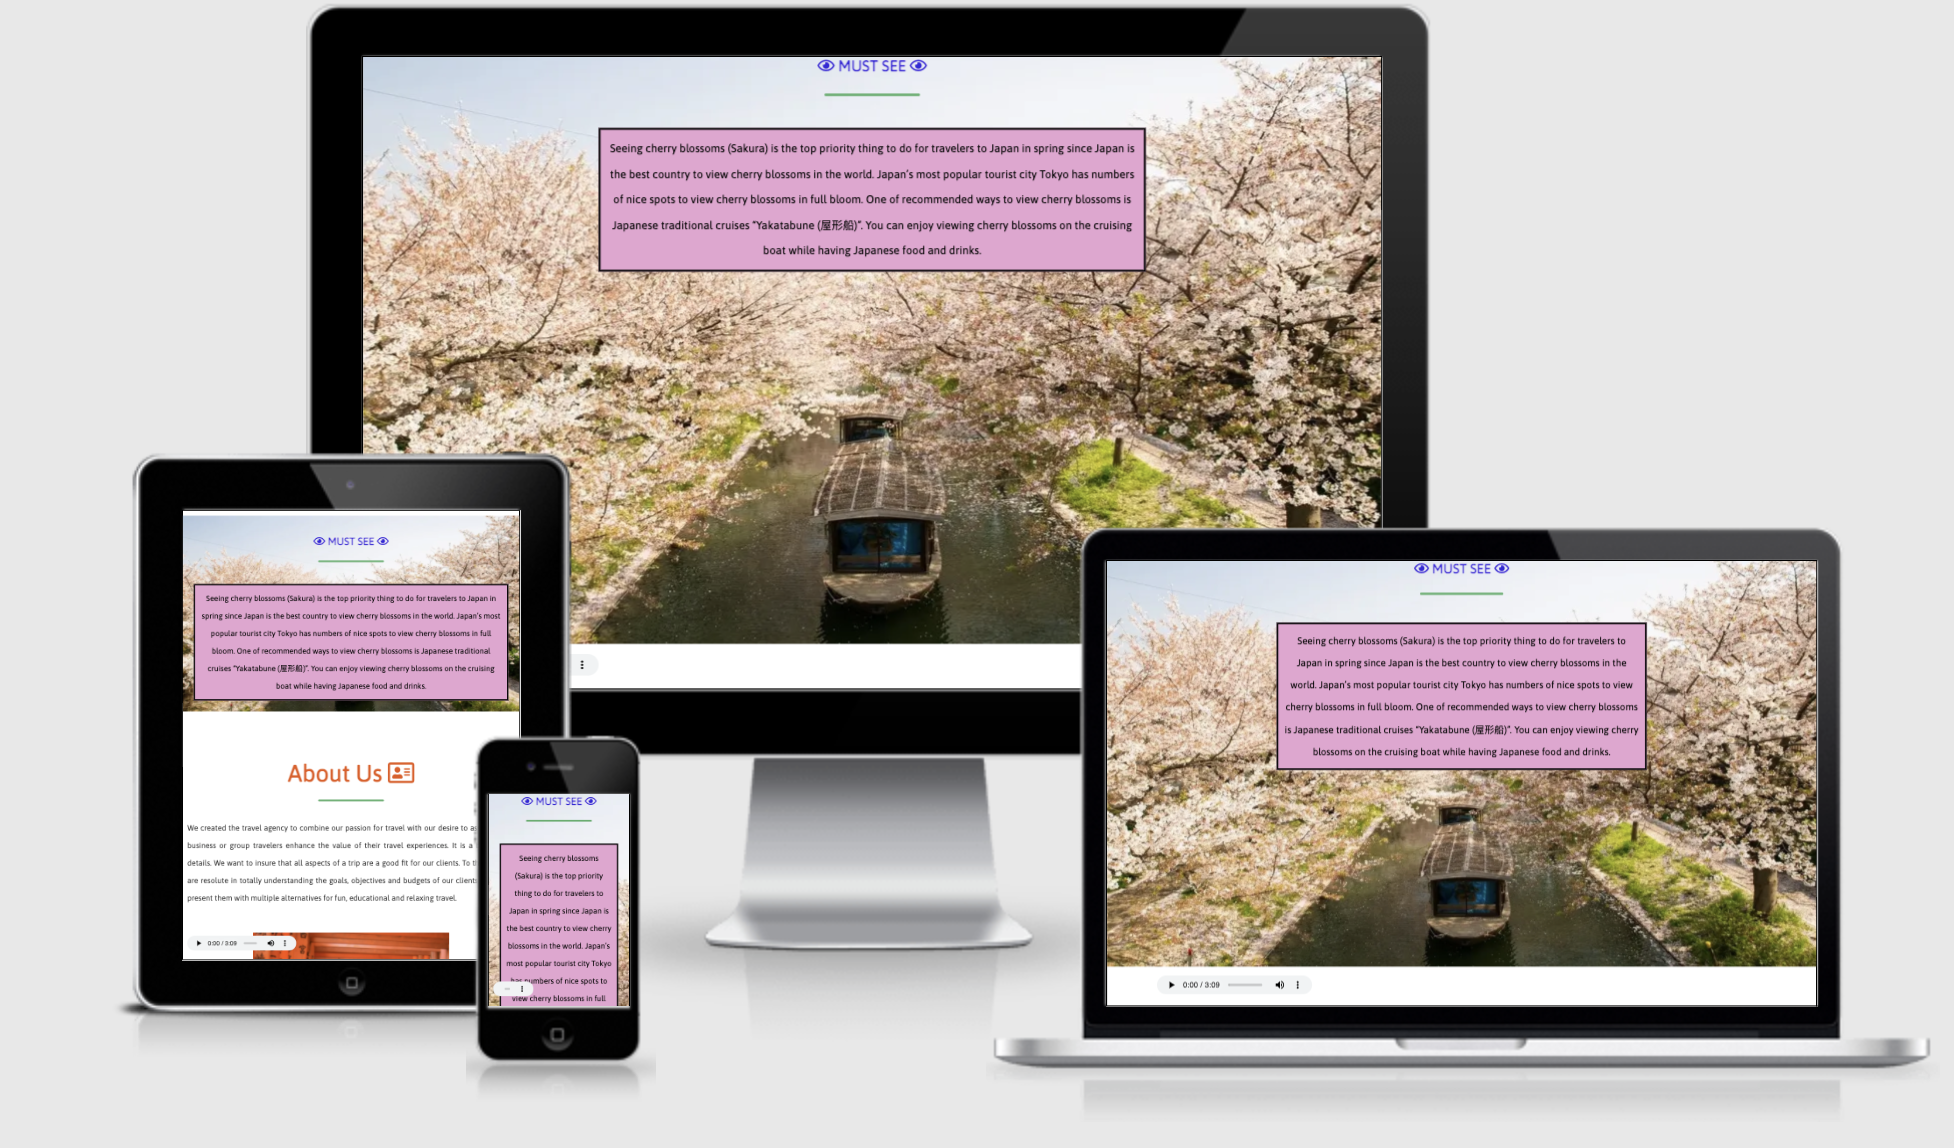 MUST SEE
Seeing cherry blossoms (Sakura) is the top priority thing to do for travelers to Japan in spring since Japan is
the best country to view cherry blossoms in the world. Japan's most popular tourist city Tokyo has numbers
of nice spots to view cherry blossoms in full bloom. One of recommended ways to view cherry blossoms is
Japanese traditional cruises "Yakatabune (屋形船)". You can enjoy viewing cherry blossoms on the cruising
boat while having Japanese food and drinks.
MUST SEE
Seeing cherry blossoms (Sakura) is the top priority thing to do for travelers to Japan in
spring since Japan is the best country to view cherry blossoms in the world. Japan's most
popular tourist city Tokyo has numbers of nice spots to view cherry blossoms in full
bloom. One of recommended ways to view cherry blossoms is Japanese traditional
cruises "Yakatabune (屋形船)". You can enjoy viewing cherry blossoms on the cruising
boat while having Japanese food and drinks.
About Us
We created the travel agency to combine our passion for travel with our desire to
business or group travelers enhance the value of their travel experiences. It is a
details. We want to insure that all aspects of a trip are a good fit for our clients. To
are resolute in totally understanding the goals, objectives and budgets of our
present them with multiple alternatives for fun, educational and relaxing travel.
0:00 / 3:09
MUST SEE
Seeing cherry blossoms
(Sakura) is the top priority
thing to do for travelers to
Japan in spring since Japan is
the best country to view cherry
blossoms in the world. Japan's
most popular tourist city Tokyo
has numbers of nice spots to
view cherry blossoms in full
MUST SEE
Seeing cherry blossoms (Sakura) is the top priority thing to do for travelers to
Japan in spring since Japan is the best country to view cherry blossoms in the
world. Japan's most popular tourist city Tokyo has numbers of nice spots to view
cherry blossoms in full bloom. One of recommended ways to view cherry blossoms
is Japanese traditional cruises "Yakatabune (屋形船)". You can enjoy viewing cherry
blossoms on the cruising boat while having Japanese food and drinks.
0:00 / 3:09